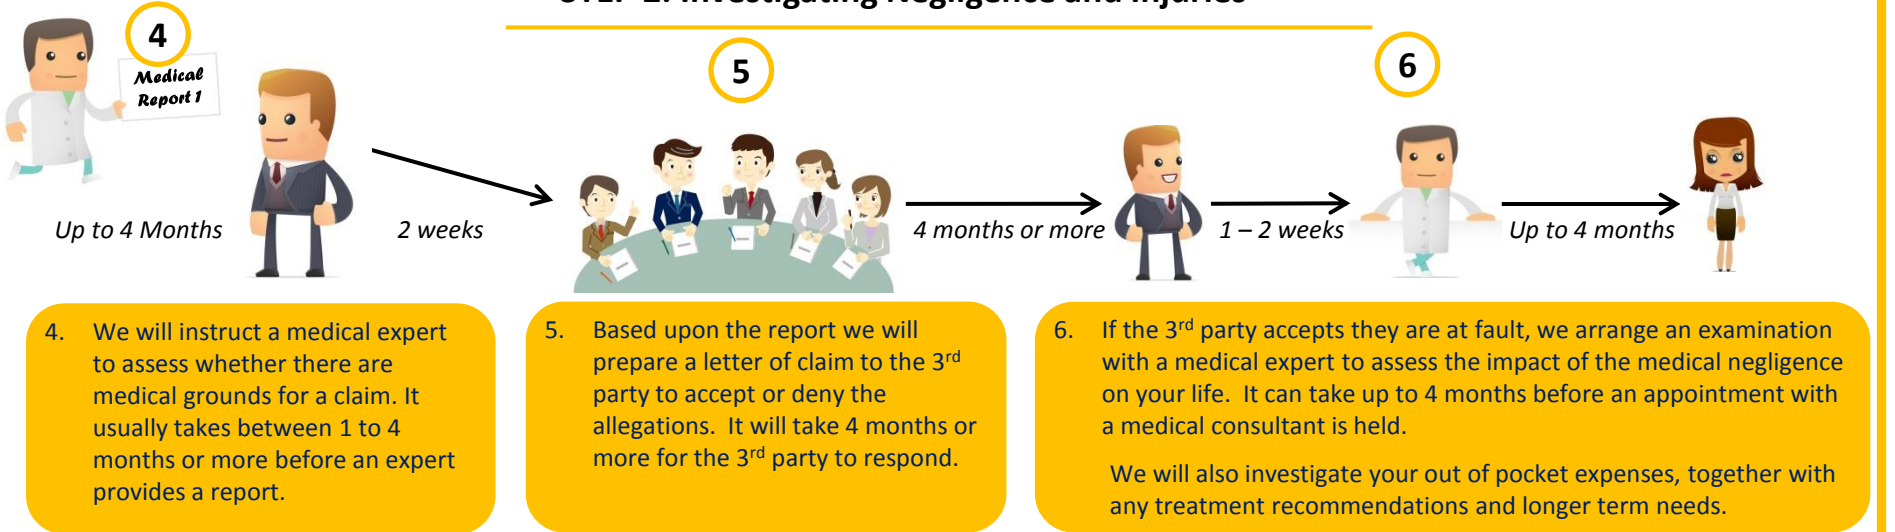 STEP 2: Investigating Negligence and Injuries
4
Medical
Report 1
5
6
Up to 4 Months
2 weeks
4 months or more
1 – 2 weeks
Up to 4 months
4. We will instruct a medical expert
to assess whether there are
medical grounds for a claim. It
usually takes between 1 to 4
months or more before an expert
provides a report.
5. Based upon the report we will
prepare a letter of claim to the 3rd
party to accept or deny the
allegations. It will take 4 months or
more for the 3rd party to respond.
6. If the 3rd party accepts they are at fault, we arrange an examination
with a medical expert to assess the impact of the medical negligence
on your life. It can take up to 4 months before an appointment with
a medical consultant is held.
We will also investigate your out of pocket expenses, together with
any treatment recommendations and longer term needs.